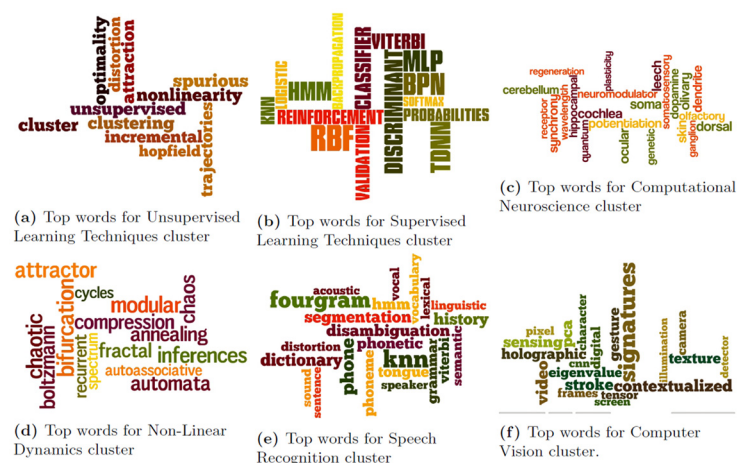 optimality
distortion
attraction
spurious
nonlinearity
unsupervised
cluster
clustering
incremental
hopfield
trajectories
(a) Top words for Unsupervised
Learning Techniques cluster
KNN
LOGISTIC
HMM
BACKPROPAGATION
CLASSIFIER
VITERBI
DISCRIMINANT
MLP
BPN
SOFTMAX
REINFORCEMENT
PROBABILITIES
RBF
VALIDATION
TDNN
(b) Top words for Supervised
Learning Techniques cluster
regeneration
plasticity
cerebellum
neuromodulator
leech
somatosensory
dopamine
olivary
dendrite
receptor
synchrony
wavelength
hippocampal
cochlea
soma
quantum
potentiation
ocular
genetic
skin
olfactory
ganglion
dorsal
(c) Top words for Computational
Neuroscience cluster
attractor
cycles
chaotic
boltzmann
bifurcation
modular
chaos
compression
annealing
recurrent
spectrum
fractal
inferences
autoassociative
automata
(d) Top words for Non-Linear
Dynamics cluster
acoustic
vocal
vocabulary
lexical
fourgram
hmm
linguistic
segmentation
history
disambiguation
distortion
phonetic
dictionary
phone
knn
grammar
viterbi
semantic
sound
sentence
phoneme
tongue
speaker
(e) Top words for Speech
Recognition cluster
pixel
sensing
pca
character
gesture
signatures
camera
illumination
holographic
cnn
digital
texture
detector
video
eigenvalue
stroke
contextualized
frames
tensor
screen
(f) Top words for Computer
Vision cluster.